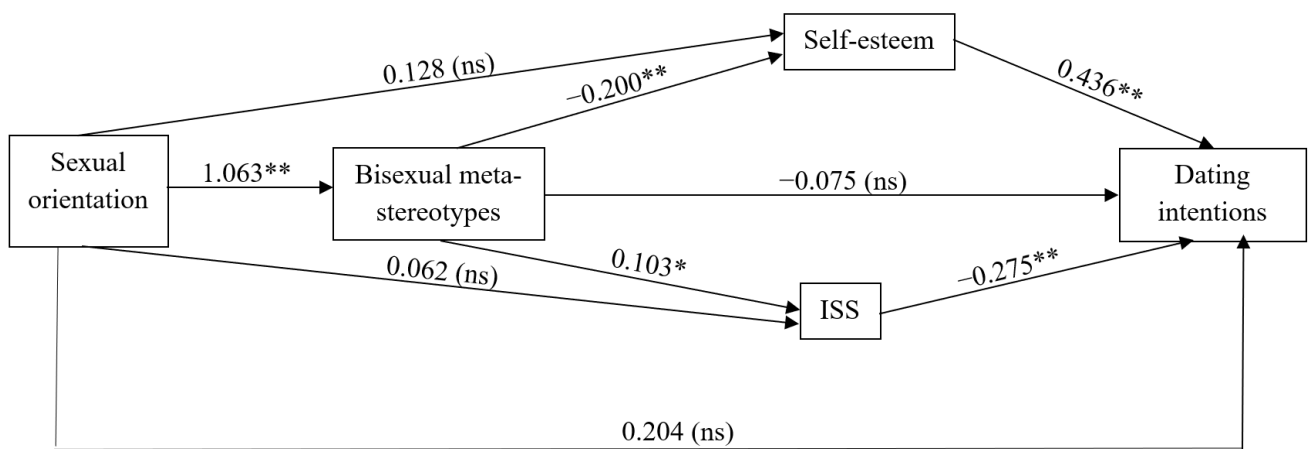 Self-esteem
0.128 (ns)
−0.200**
0.436**
Sexual
orientation
1.063**
Bisexual meta-
stereotypes
−0.075 (ns)
Dating
intentions
0.062 (ns)
0.103*
−0.275**
ISS
0.204 (ns)